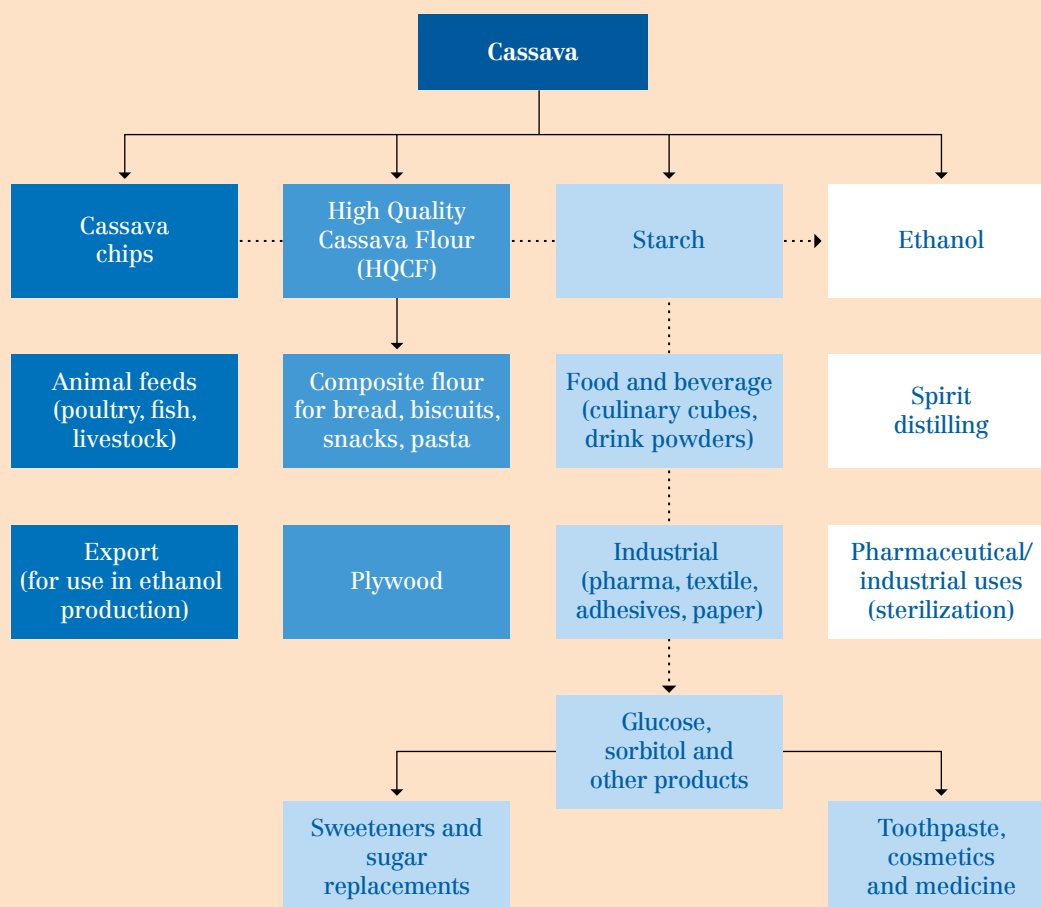 Cassava
Cassava
chips
High Quality
Cassava Flour
(HQCF)
Starch
Ethanol
Animal feeds
(poultry, fish,
livestock)
Composite flour
for bread, biscuits,
snacks, pasta
Food and beverage
(culinary cubes,
drink powders)
Spirit
distilling
Export
(for use in ethanol
production)
Plywood
Industrial
(pharma, textile,
adhesives, paper)
Pharmaceutical/
industrial uses
(sterilization)
Glucose,
sorbitol and
other products
Sweeteners and
sugar
replacements
Toothpaste,
cosmetics
and medicine